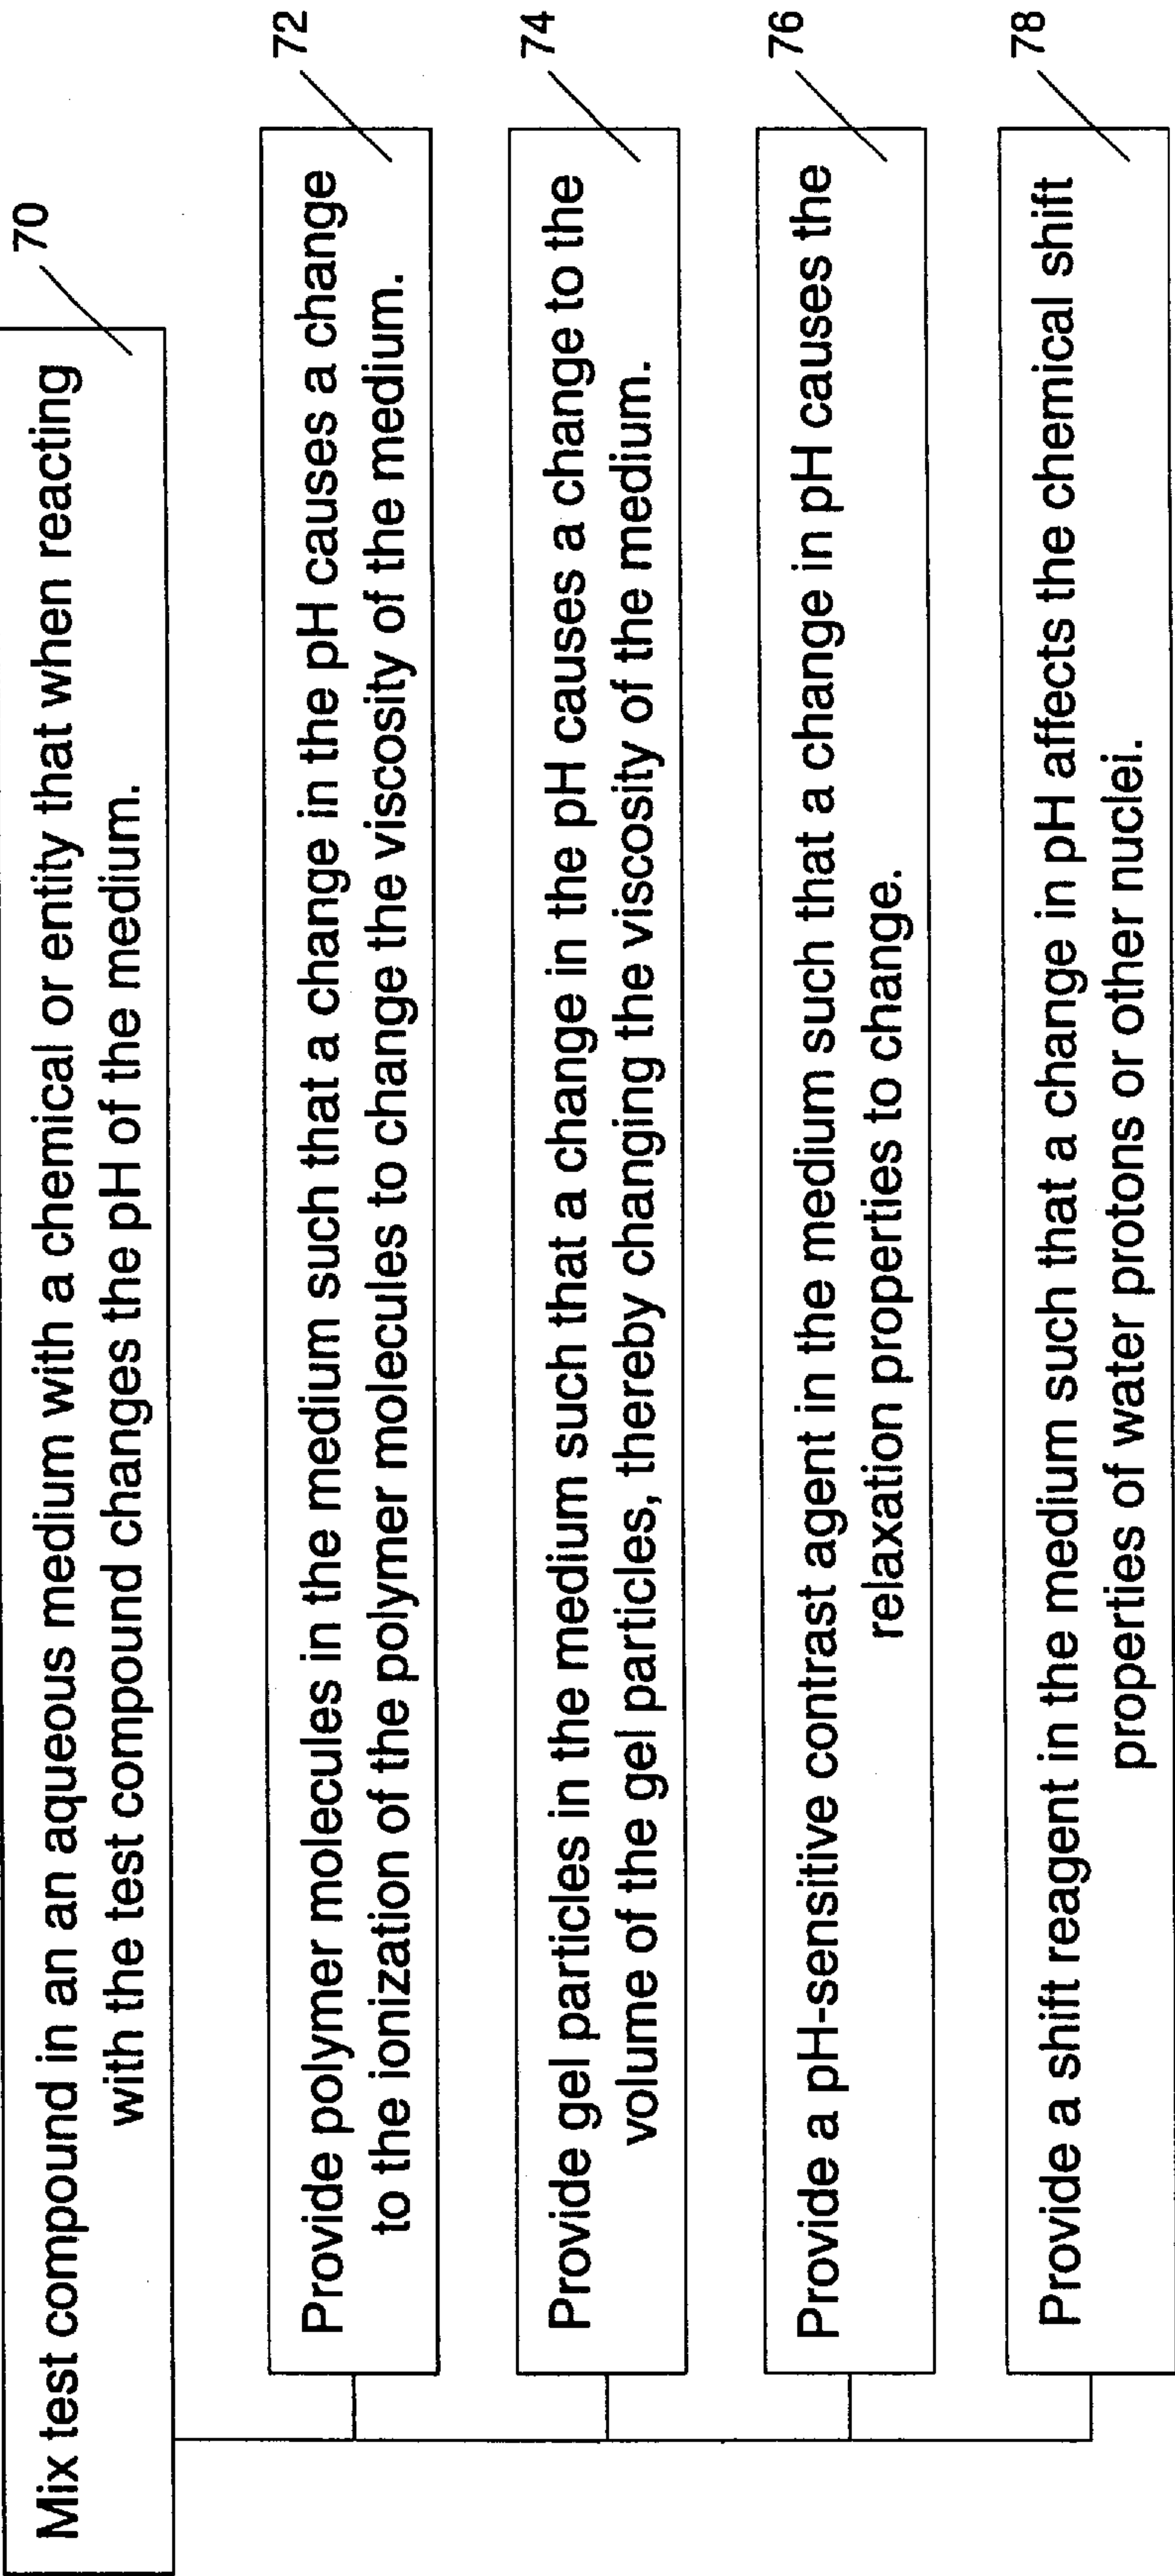 70
Mix test compound in an an aqueous medium with a chemical or entity that when reacting
with the test compound changes the pH of the medium.
72
Provide polymer molecules in the medium such that a change in the pH causes a change
to the ionization of the polymer molecules to change the viscosity of the medium.
74
Provide gel particles in the medium such that a change in the pH causes a change to the
volume of the gel particles, thereby changing the viscosity of the medium.
76
Provide a pH-sensitive contrast agent in the medium such that a change in pH causes the
relaxation properties to change.
78
Provide a shift reagent in the medium such that a change in pH affects the chemical shift
properties of water protons or other nuclei.